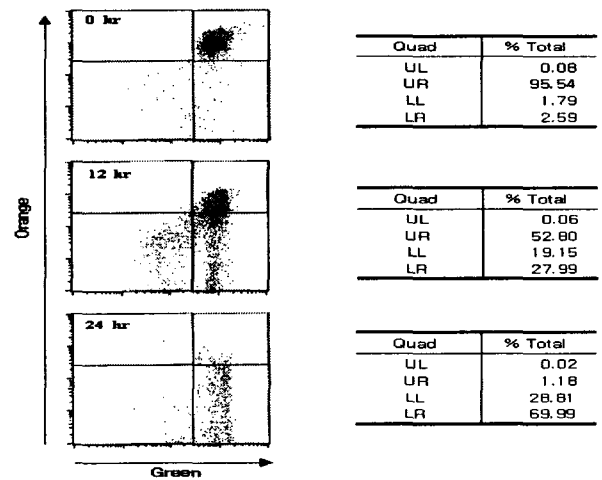 0 hr
Quad % Total
UL 0.08
UR 95.54
LL 1.79
LR 2.59
12 hr
Quad % Total
UL 0.06
UR 52.80
LL 19.15
LR 27.99
Orange
24 hr
Quad % Total
UL 0.02
UR 1.18
LL 28.81
LR 69.99
Green